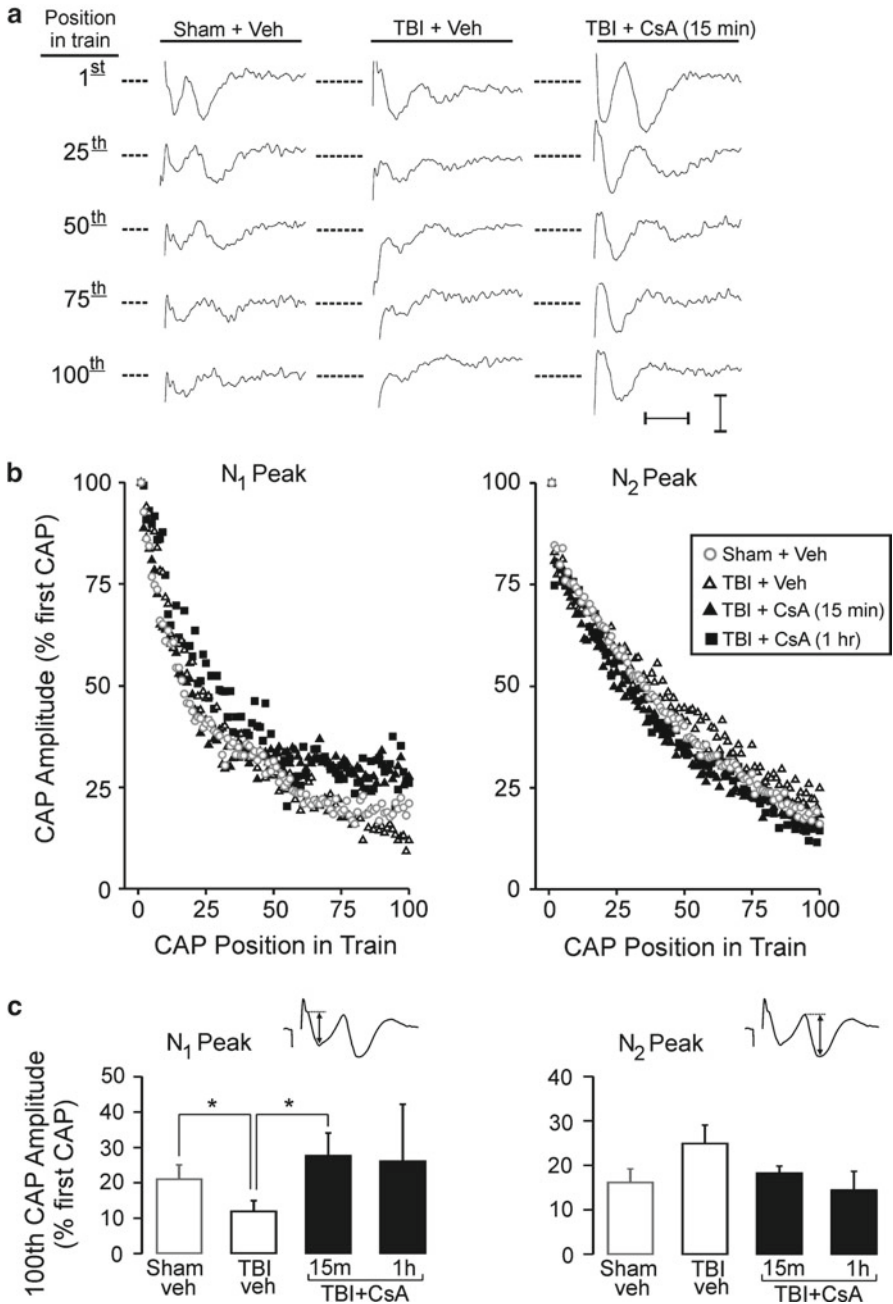 a
Position in train
Sham + Veh
TBI + Veh
TBI + CsA (15 min)
1st
25th
50th
75th
100th
b
N1 Peak
CAP Amplitude (% first CAP)
100
75
50
25
0
0 25 50 75 100
CAP Position in Train
N2 Peak
100
75
50
25
0
0 25 50 75 100
CAP Position in Train
Sham + Veh
TBI + Veh
TBI + CsA (15 min)
TBI + CsA (1 hr)
c
N1 Peak
100th CAP Amplitude
(% first CAP)
50
40
30
20
10
0
* *
Sham veh
TBI veh
15m 1h
TBI+CsA
N2 Peak
40
30
20
10
0
Sham veh
TBI veh
15m 1h
TBI+CsA